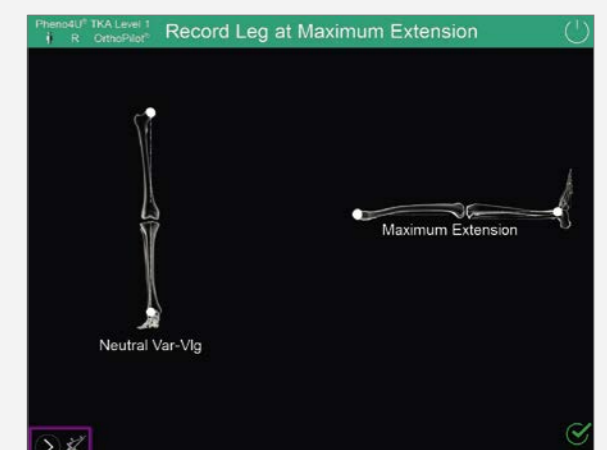 Pheno4U® TKA Level 1
R OrthoPilot®
Record Leg at Maximum Extension
Maximum Extension
Neutral Var-Vlg